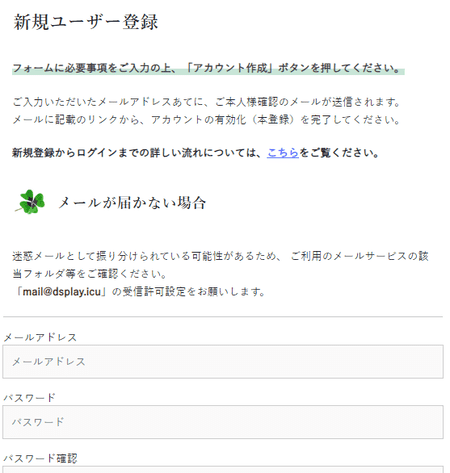 新規ユーザー登録
フォームに必要事項をご入力の上、「アカウント作成」ボタンを押してください。
ご入力いただいたメールアドレスあてに、ご本人様確認のメールが送信されます。
メールに記載のリンクから、アカウントの有効化（本登録）を完了してください。
新規登録からログインまでの詳しい流れについては、こちらをご覧ください。
メールが届かない場合
迷惑メールとして振り分けられている可能性があるため、 ご利用のメールサービスの該
当フォルダ等をご確認ください。
「mail@dsplay.icu」の受信許可設定をお願いします。
メールアドレス
メールアドレス
パスワード
パスワード
パスワード確認